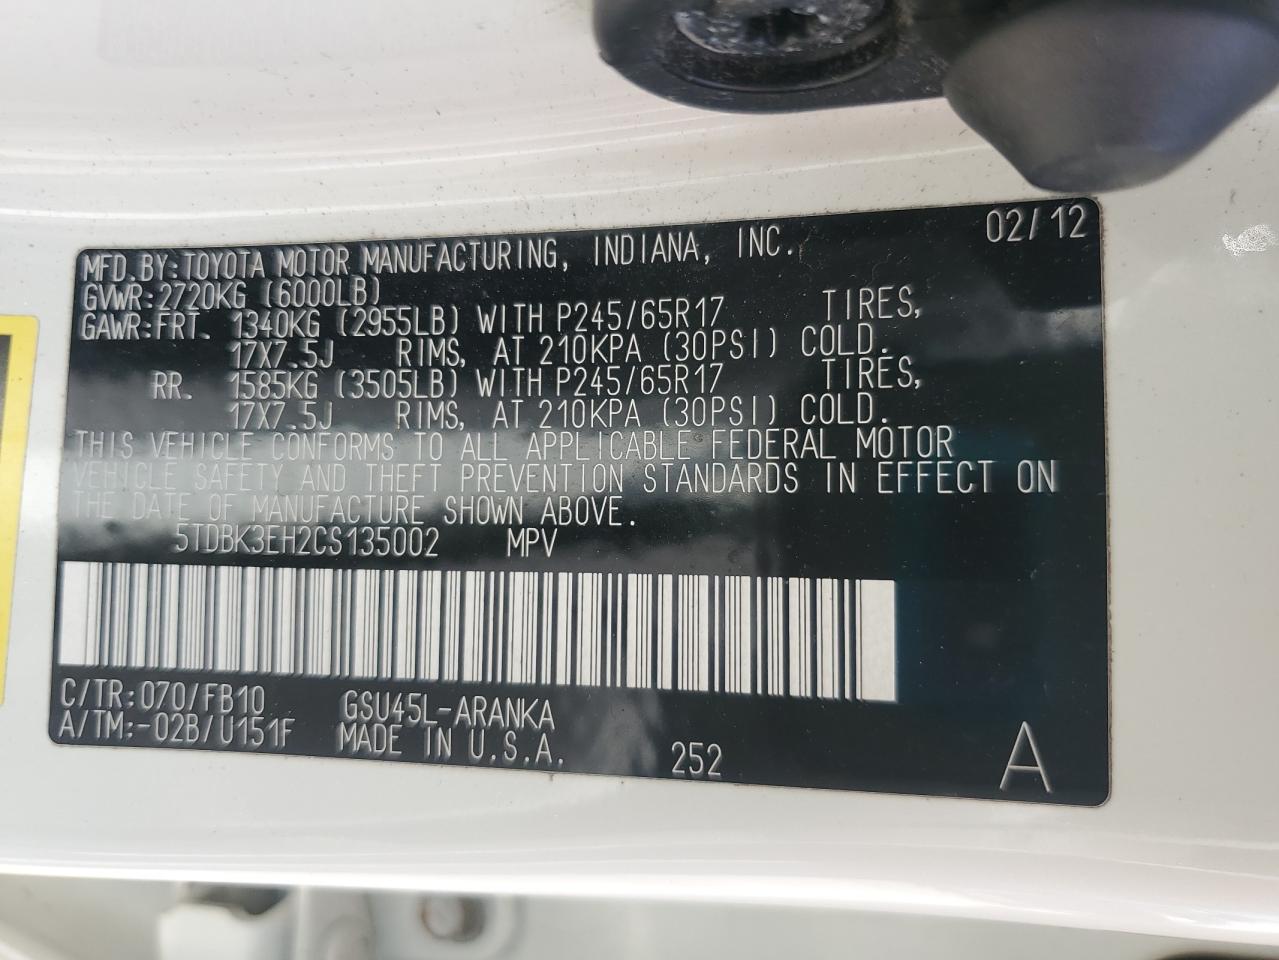 02/12
MFD.BY:TOYOTA MOTOR MANUFACTURING, INDIANA, INC.
GVWR:2720KG (6000LB)
GAWR:FRT. 1340KG (2955LB) WITH P245/65R17 TIRES,
17X7.5J RIMS, AT 210KPA (30PSI) COLD.
RR. 1585KG (3505LB) WITH P245/65R17 TIRES,
17X7.5J RIMS, AT 210KPA (30PSI) COLD.
THIS VEHICLE CONFORMS TO ALL APPLICABLE FEDERAL MOTOR
VEHICLE SAFETY AND THEFT PREVENTION STANDARDS IN EFFECT ON
THE DATE OF MANUFACTURE SHOWN ABOVE.
5TDBK3EH2CS135002 MPV
C/TR:070/FB10 GSU45L-ARANKA
A/TM:-02B/U151F MADE IN U.S.A. 252 A